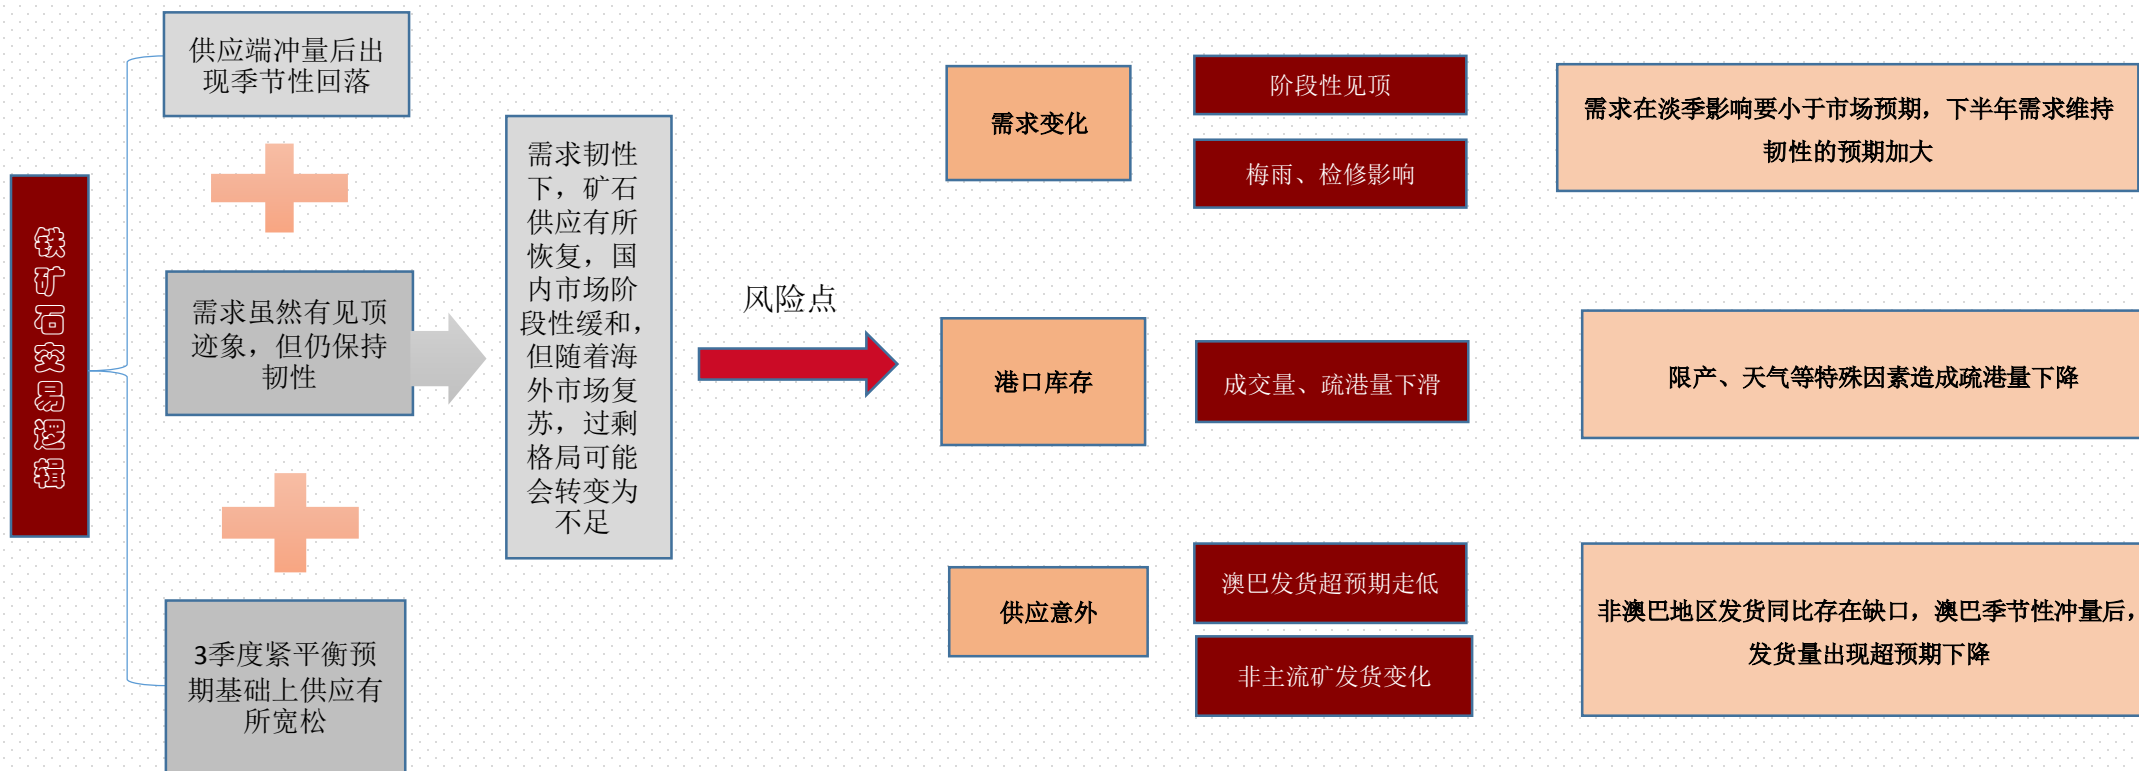 铁矿石交易逻辑
供应端冲量后出
现季节性回落
需求虽然有见顶
迹象，但仍保持
韧性
3季度紧平衡预
期基础上供应有
所宽松
需求韧性
下，矿石
供应有所
恢复，国
内市场阶
段性缓和，
但随着海
外市场复
苏，过剩
格局可能
会转变为
不足
风险点
需求变化
阶段性见顶
梅雨、检修影响
需求在淡季影响要小于市场预期，下半年需求维持
韧性的预期加大
港口库存
成交量、疏港量下滑
限产、天气等特殊因素造成疏港量下降
供应意外
澳巴发货超预期走低
非主流矿发货变化
非澳巴地区发货同比存在缺口，澳巴季节性冲量后，
发货量出现超预期下降